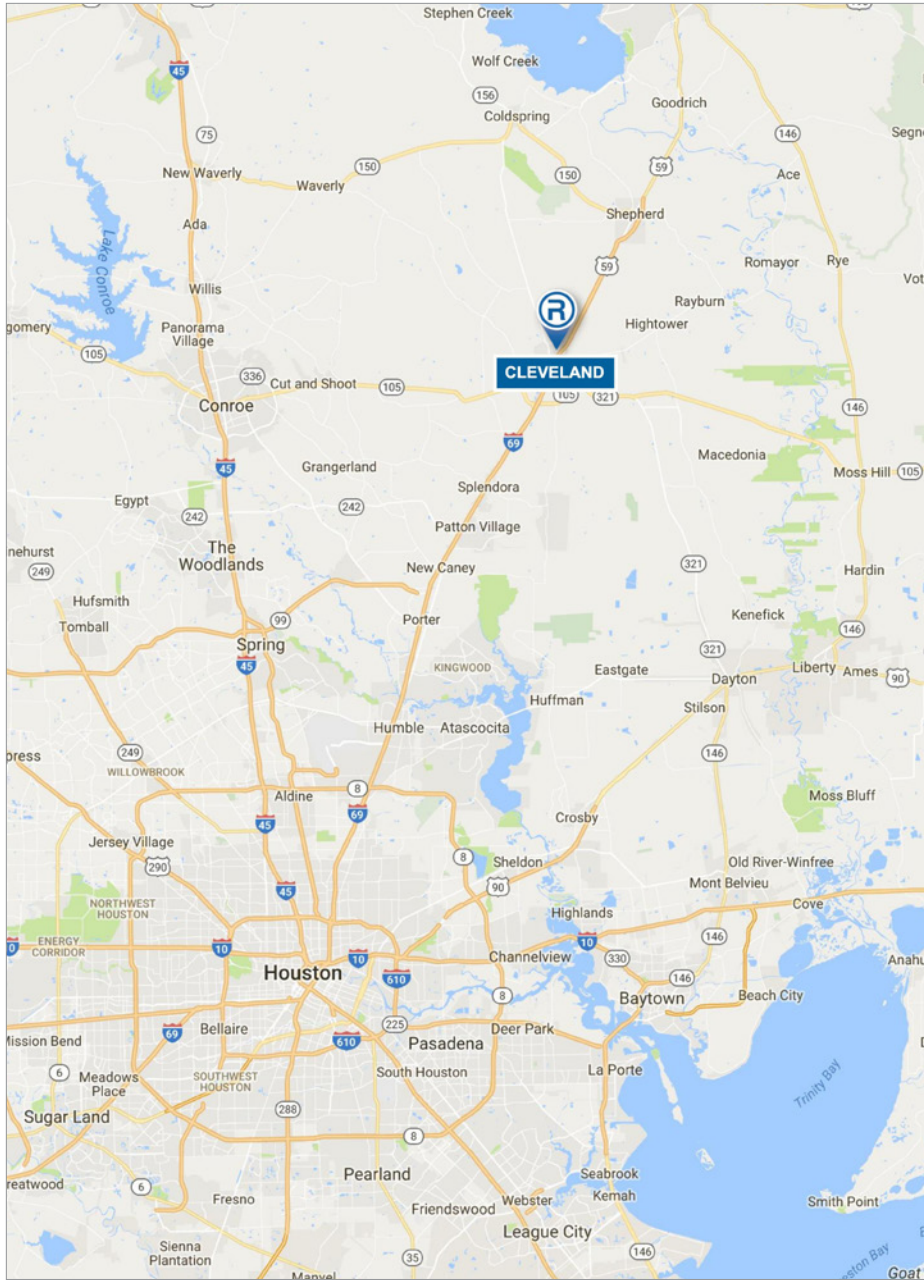 Stephen Creek
45
Wolf Creek
156
Goodrich
Coldspring
146
75
Segn
New Waverly
150
Waverly
150
59
Ace
Shepherd
Ada
Lake Conroe
59
Romayor
Rye
Vot
Willis
Rayburn
R
Hightower
gomery
Panorama
Village
105
CLEVELAND
336
Cut and Shoot
105
105
321
Conroe
146
69
45
Grangerland
Macedonia
Moss Hill
105
Splendora
Egypt
242
242
Patton Village
The
Woodlands
nehurst
249
New Caney
321
Hardin
Hufsmith
Tomball
99
Porter
Kenefick
146
Spring
321
45
KINGWOOD
Eastgate
Dayton
Liberty
Ames
90
Huffman
Stilson
Humble
Atascocita
press
249
146
WILLOWBROOK
Aldine
8
Moss Bluff
69
45
Crosby
Jersey Village
290
8
Sheldon
Old River-Winfree
45
90
Mont Belvieu
NORTHWEST
HOUSTON
Highlands
Cove
0
ENERGY
CORRIDOR
10
10
Channelview
10
146
330
Anahu
Houston
610
146
8
Baytown
Beach City
69
Bellaire
610
225
Deer Park
Mission Bend
Pasadena
6
Meadows
Place
SOUTHWEST
HOUSTON
South Houston
La Porte
Trinity Bay
Sugar Land
288
8
Pearland
Seabrook
reatwood
6
Fresno
Webster
Kemah
Smith Point
Friendswood
League City
Sienna
Plantation
35
146
Manvel
ston Bay
Goat